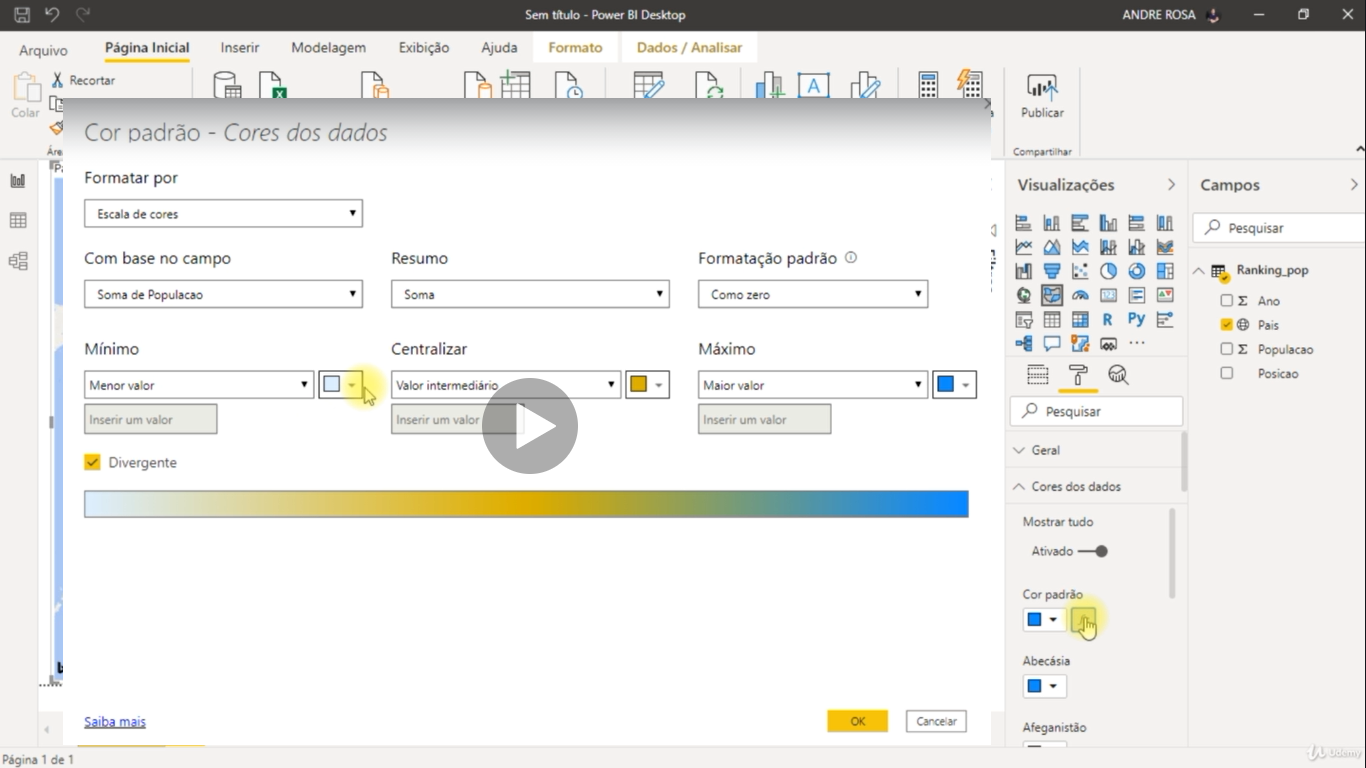 Sem título - Power BI Desktop
ANDRE ROSA
Arquivo
Página Inicial
Inserir
Modelagem
Exibição
Ajuda
Formato
Dados / Analisar
Recortar
Colar
Publicar
Compartilhar
Cor padrão - Cores dos dados
Formatar por
Escala de cores
Com base no campo
Resumo
Formatação padrão
Soma de Populacao
Soma
Como zero
Mínimo
Centralizar
Máximo
Menor valor
Valor intermediário
Maior valor
Inserir um valor
Inserir um valor
Inserir um valor
Divergente
Saiba mais
OK
Cancelar
Visualizações
R
Py
Pesquisar
Geral
Cores dos dados
Mostrar tudo
Ativado
Cor padrão
Abecásia
Afeganistão
Campos
Pesquisar
Ranking_pop
Σ Ano
Pais
Σ Populacao
Posicao
Página 1 de 1
Udemy